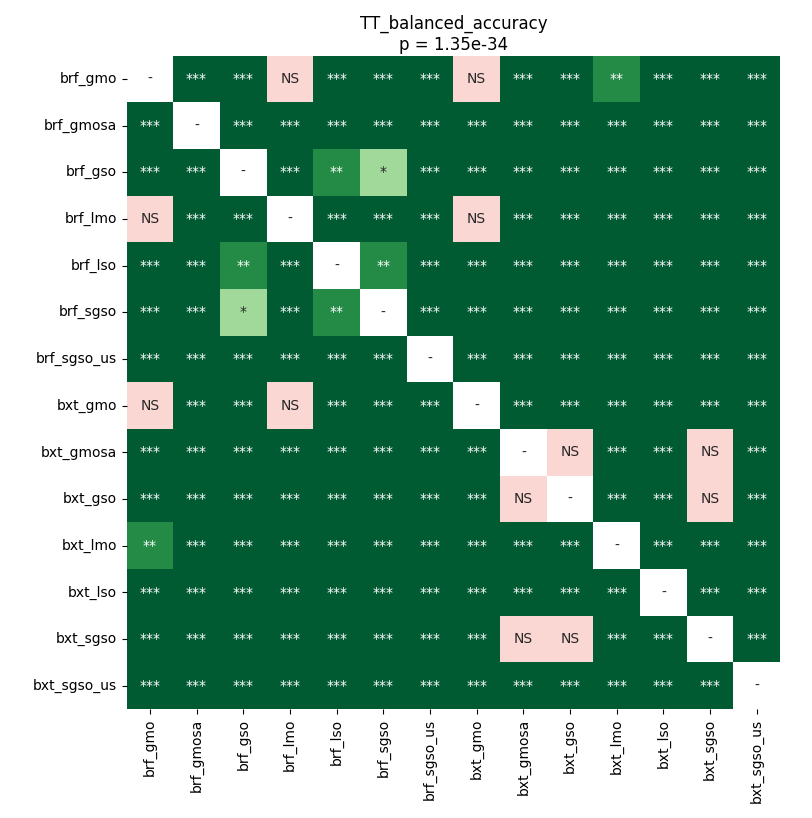 TT_balanced_accuracy
p = 1.35e-34
brf_gmo - *** *** NS *** *** *** NS *** *** ** *** *** ***
brf_gmosa *** - *** *** *** *** *** *** *** *** *** *** *** ***
brf_gso *** *** - *** ** * *** *** *** *** *** *** *** ***
brf_lmo NS *** *** - *** *** *** NS *** *** *** *** *** ***
brf_lso *** *** ** *** - ** *** *** *** *** *** *** *** ***
brf_sgso *** *** * *** ** - *** *** *** *** *** *** *** ***
brf_sgso_us *** *** *** *** *** *** - *** *** *** *** *** *** ***
bxt_gmo NS *** *** NS *** *** *** - *** *** *** *** *** ***
bxt_gmosa *** *** *** *** *** *** *** *** - NS *** *** NS ***
bxt_gso *** *** *** *** *** *** *** *** NS - *** *** NS ***
bxt_lmo ** *** *** *** *** *** *** *** *** *** - *** *** ***
bxt_lso *** *** *** *** *** *** *** *** *** *** *** - *** ***
bxt_sgso *** *** *** *** *** *** *** *** NS NS *** *** - ***
bxt_sgso_us *** *** *** *** *** *** *** *** *** *** *** *** *** -
brf_gmo
brf_gmosa
brf_gso
brf_lmo
brf_lso
brf_sgso
brf_sgso_us
bxt_gmo
bxt_gmosa
bxt_gso
bxt_lmo
bxt_lso
bxt_sgso
bxt_sgso_us